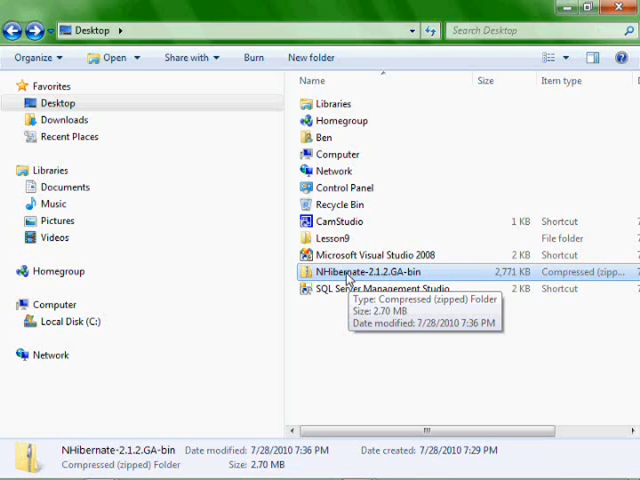 Desktop
Search Desktop
Organize Open Share with Burn New folder
Name Size Item type
Favorites
Desktop
Downloads
Recent Places
Libraries
Documents
Music
Pictures
Videos
Homegroup
Computer
Local Disk (C:)
Network
Libraries
Homegroup
Ben
Computer
Network
Control Panel
Recycle Bin
CamStudio 1 KB Shortcut
Lesson9 File folder
Microsoft Visual Studio 2008 2 KB Shortcut
NHibernate-2.1.2.GA-bin 2,771 KB Compressed (zipp...
SQL Server Management Studio 2 KB Shortcut
Type: Compressed (zipped) Folder
Size: 2.70 MB
Date modified: 7/28/2010 7:36 PM
NHibernate-2.1.2.GA-bin Date modified: 7/28/2010 7:36 PM Date created: 7/28/2010 7:29 PM
Compressed (zipped) Folder Size: 2.70 MB